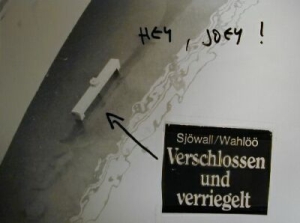 HEY, JOEY!
Sjöwall/Wahlöö
Verschlossen
und
verriegelt